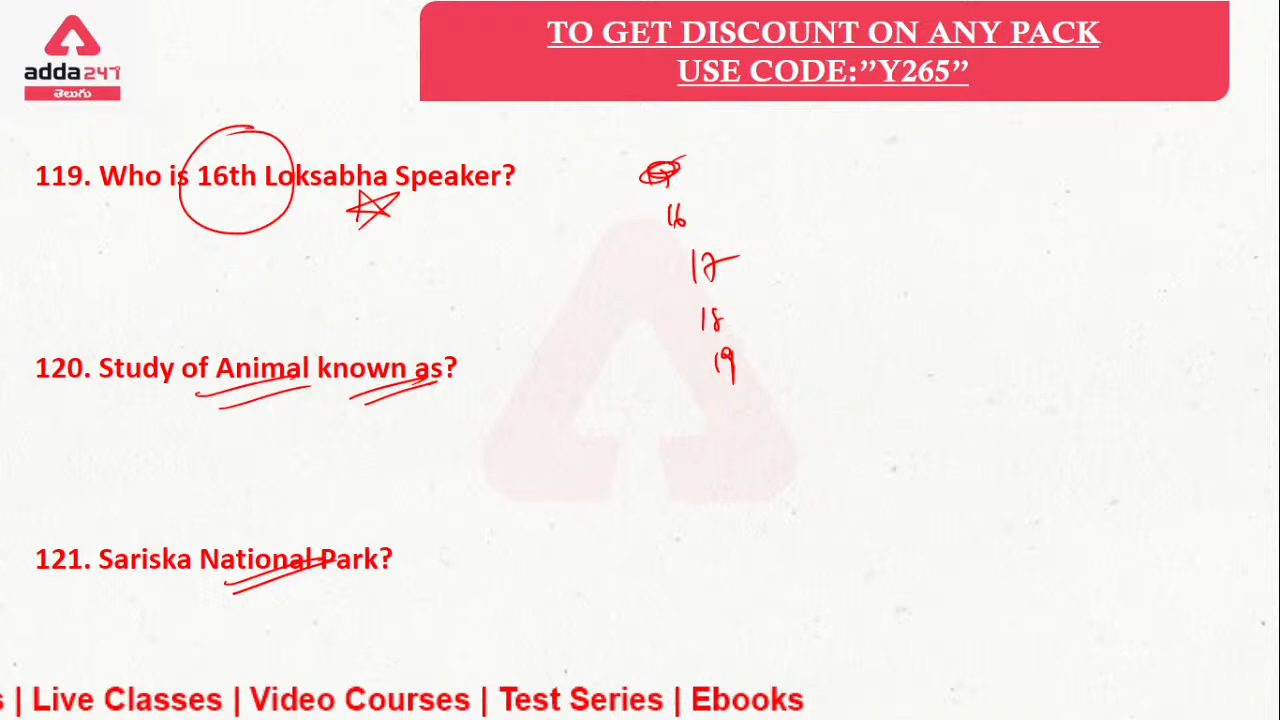 TO GET DISCOUNT ON ANY PACK
USE CODE:”Y265”
adda247
తెలుగు
119. Who is 16th Loksabha Speaker?
16
17
18
19
120. Study of Animal known as?
121. Sariska National Park?
s | Live Classes | Video Courses | Test Series | Ebooks